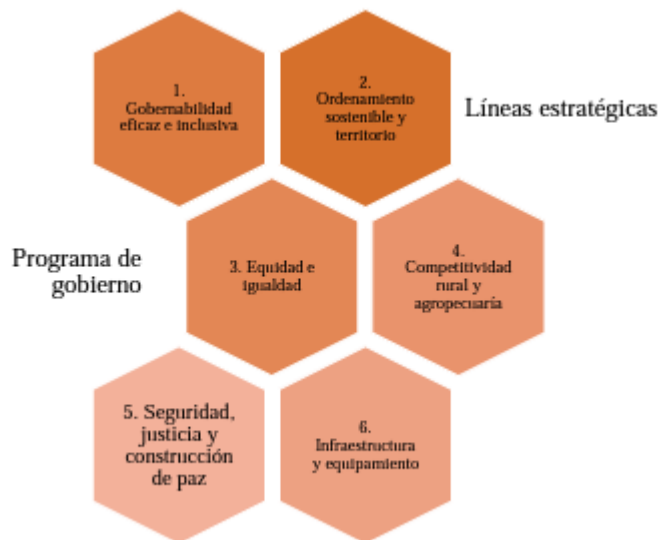 1.
Gobernabilidad
eficaz e inclusiva
2.
Ordenamiento
sostenible y
territorio
Líneas estratégicas
Programa de
gobierno
3. Equidad e
igualdad
4.
Competitividad
rural y
agropecuaría
5. Seguridad,
justicia y
construcción
de paz
6.
Infraestructura
y equipamiento